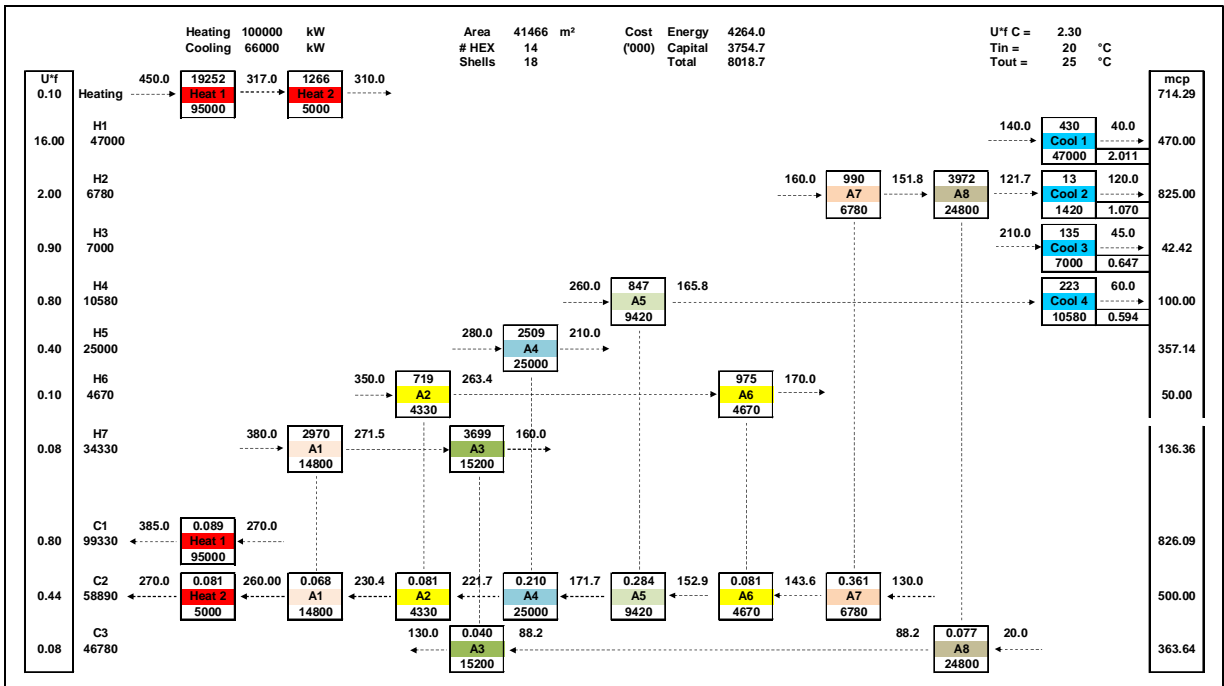 Heating 100000 kW Area 41466 m² Cost Energy 4264.0 U*f C = 2.30
Cooling 66000 kW # HEX 14 ('000) Capital 3754.7 Tin = 20 °C
Shells 18 Total 8018.7 Tout = 25 °C
U*f 450.0 19252 317.0 1266 310.0 mcp
0.10 Heating Heat 1 Heat 2 714.29
95000 5000
H1 140.0 430 40.0
16.00 47000 Cool 1 470.00
47000 2.011
H2 160.0 990 151.8 3972 121.7 13 120.0
2.00 6780 A7 A8 Cool 2 825.00
6780 24800 1420 1.070
H3 210.0 135 45.0
0.90 7000 Cool 3 42.42
7000 0.647
H4 260.0 847 165.8 223 60.0
0.80 10580 A5 Cool 4 100.00
9420 10580 0.594
H5 280.0 2509 210.0
0.40 25000 A4 357.14
25000
H6 350.0 719 263.4 975 170.0
0.10 4670 A2 A6 50.00
4330 4670
H7 380.0 2970 271.5 3699 160.0
0.08 34330 A1 A3 136.36
14800 15200
C1 385.0 0.089 270.0
0.80 99330 Heat 1 826.09
95000
C2 270.0 0.081 260.00 0.068 230.4 0.081 221.7 0.210 171.7 0.284 152.9 0.081 143.6 0.361 130.0
0.44 58890 Heat 2 A1 A2 A4 A5 A6 A7 500.00
5000 14800 4330 25000 9420 4670 6780
C3 130.0 0.040 88.2 88.2 0.077 20.0
0.08 46780 A3 A8 363.64
15200 24800